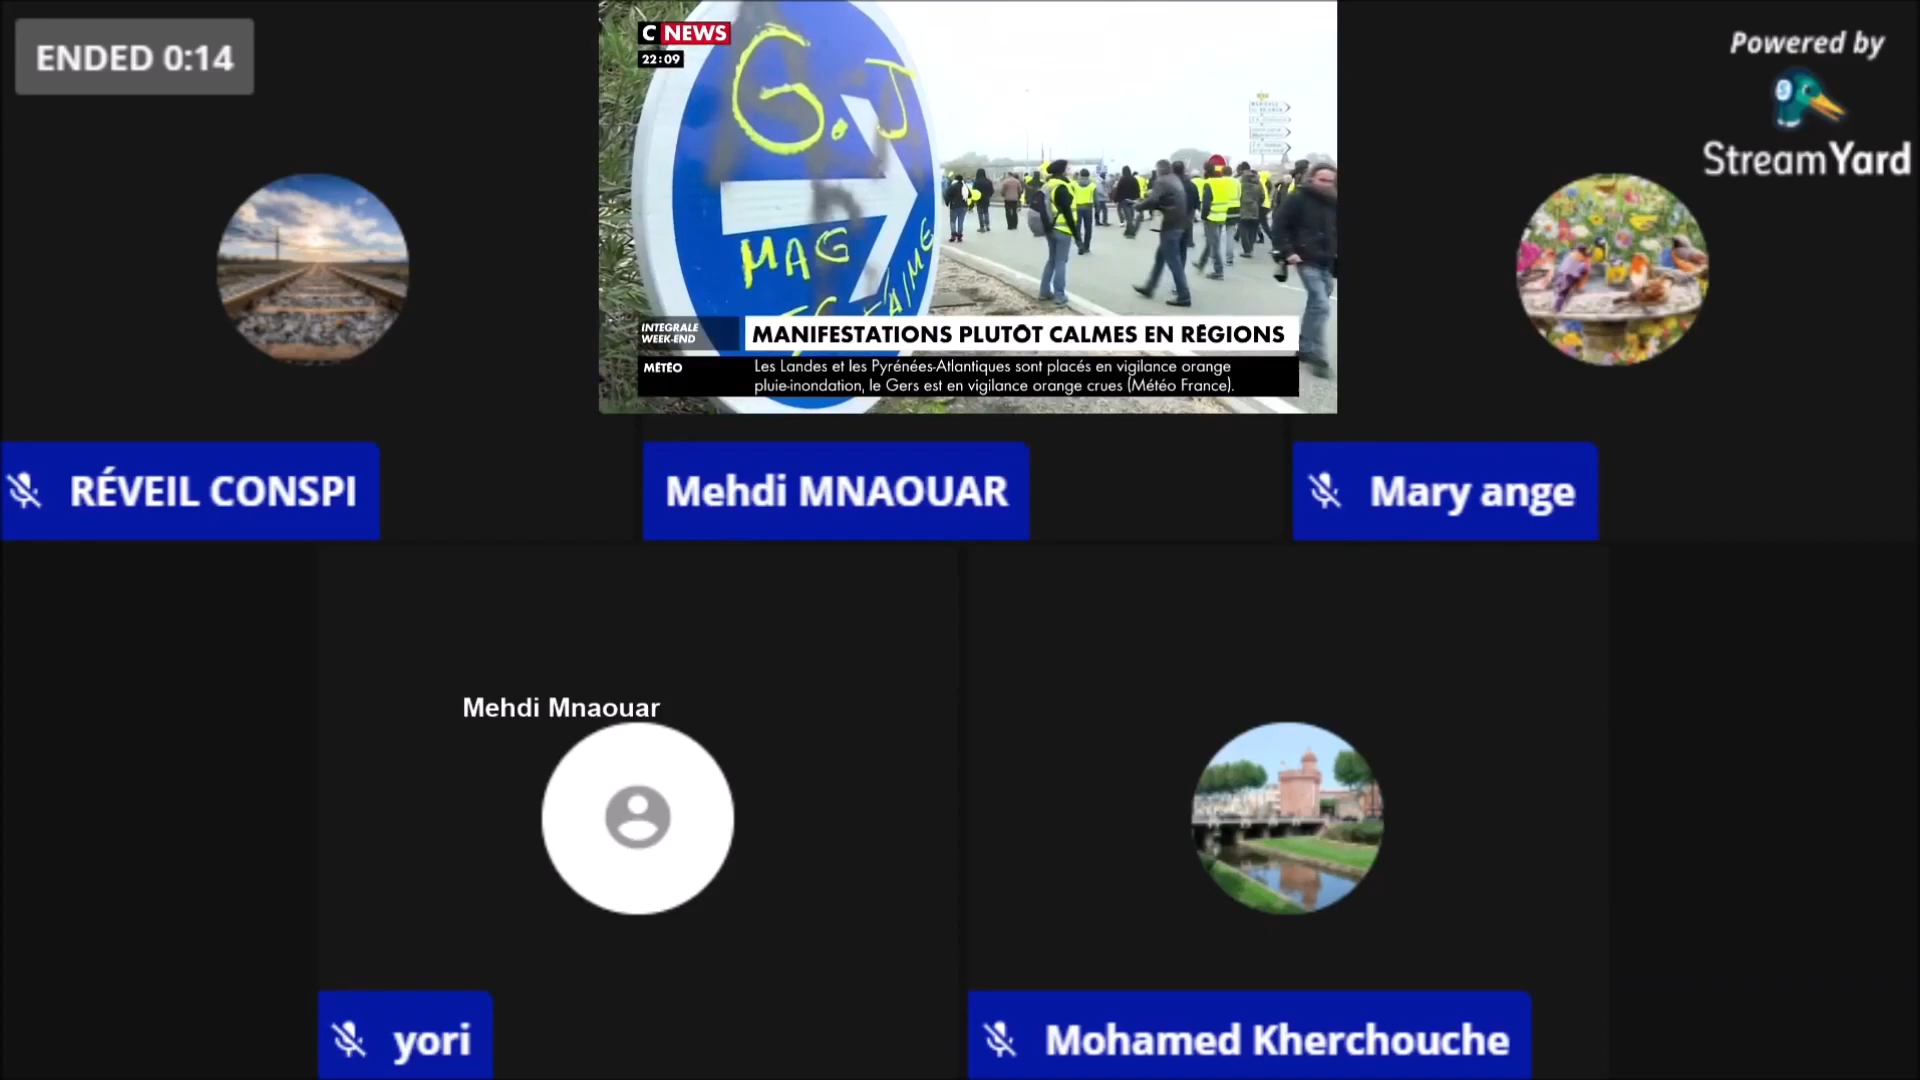 ENDED 0:14
C NEWS
22:09
G.J
MAG
INTEGRALE
WEEK-END
MANIFESTATIONS PLUTÔT CALMES EN RÉGIONS
MÉTÉO
Les Landes et les Pyrénées-Atlantiques sont placés en vigilance orange
pluie-inondation, le Gers est en vigilance orange crues (Météo France).
Powered by
StreamYard
RÉVEIL CONSPI
Mehdi MNAOUAR
Mary ange
Mehdi Mnaouar
yori
Mohamed Kherchouche